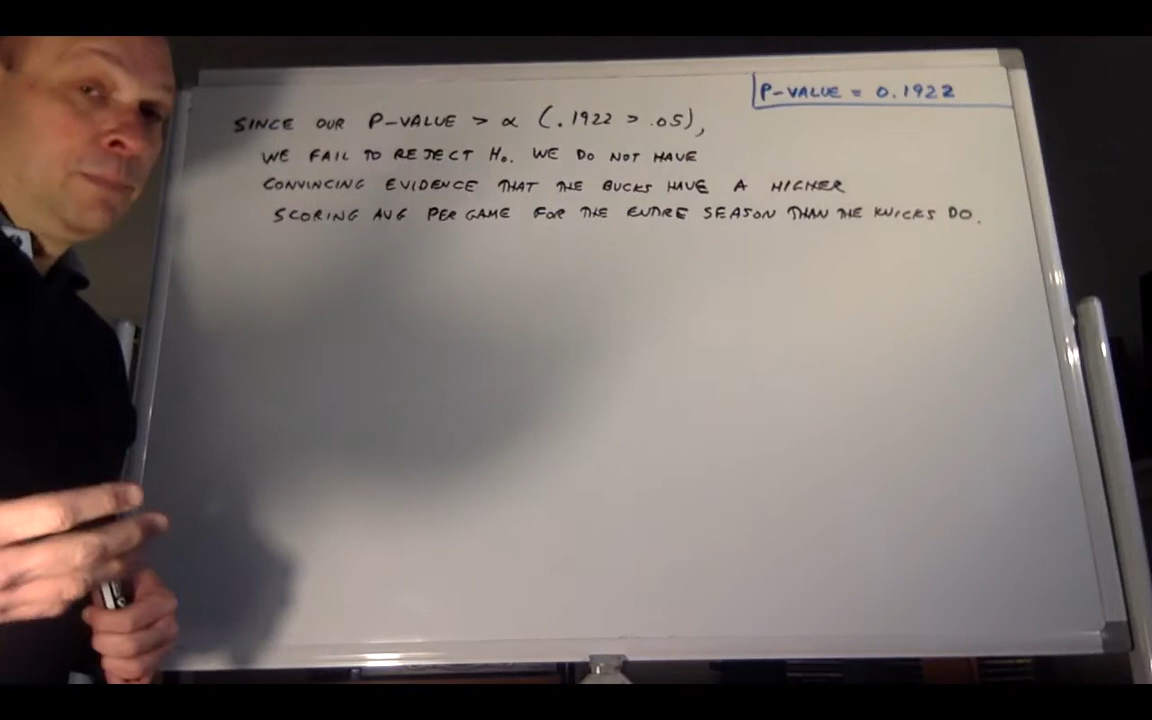 P-VALUE = 0.1922
SINCE OUR P-VALUE > α (.1922 > .05),
WE FAIL TO REJECT H₀. WE DO NOT HAVE
CONVINCING EVIDENCE THAT THE BUCKS HAVE A HIGHER
SCORING AVG PER GAME FOR THE ENTIRE SEASON THAN THE KNICKS DO.